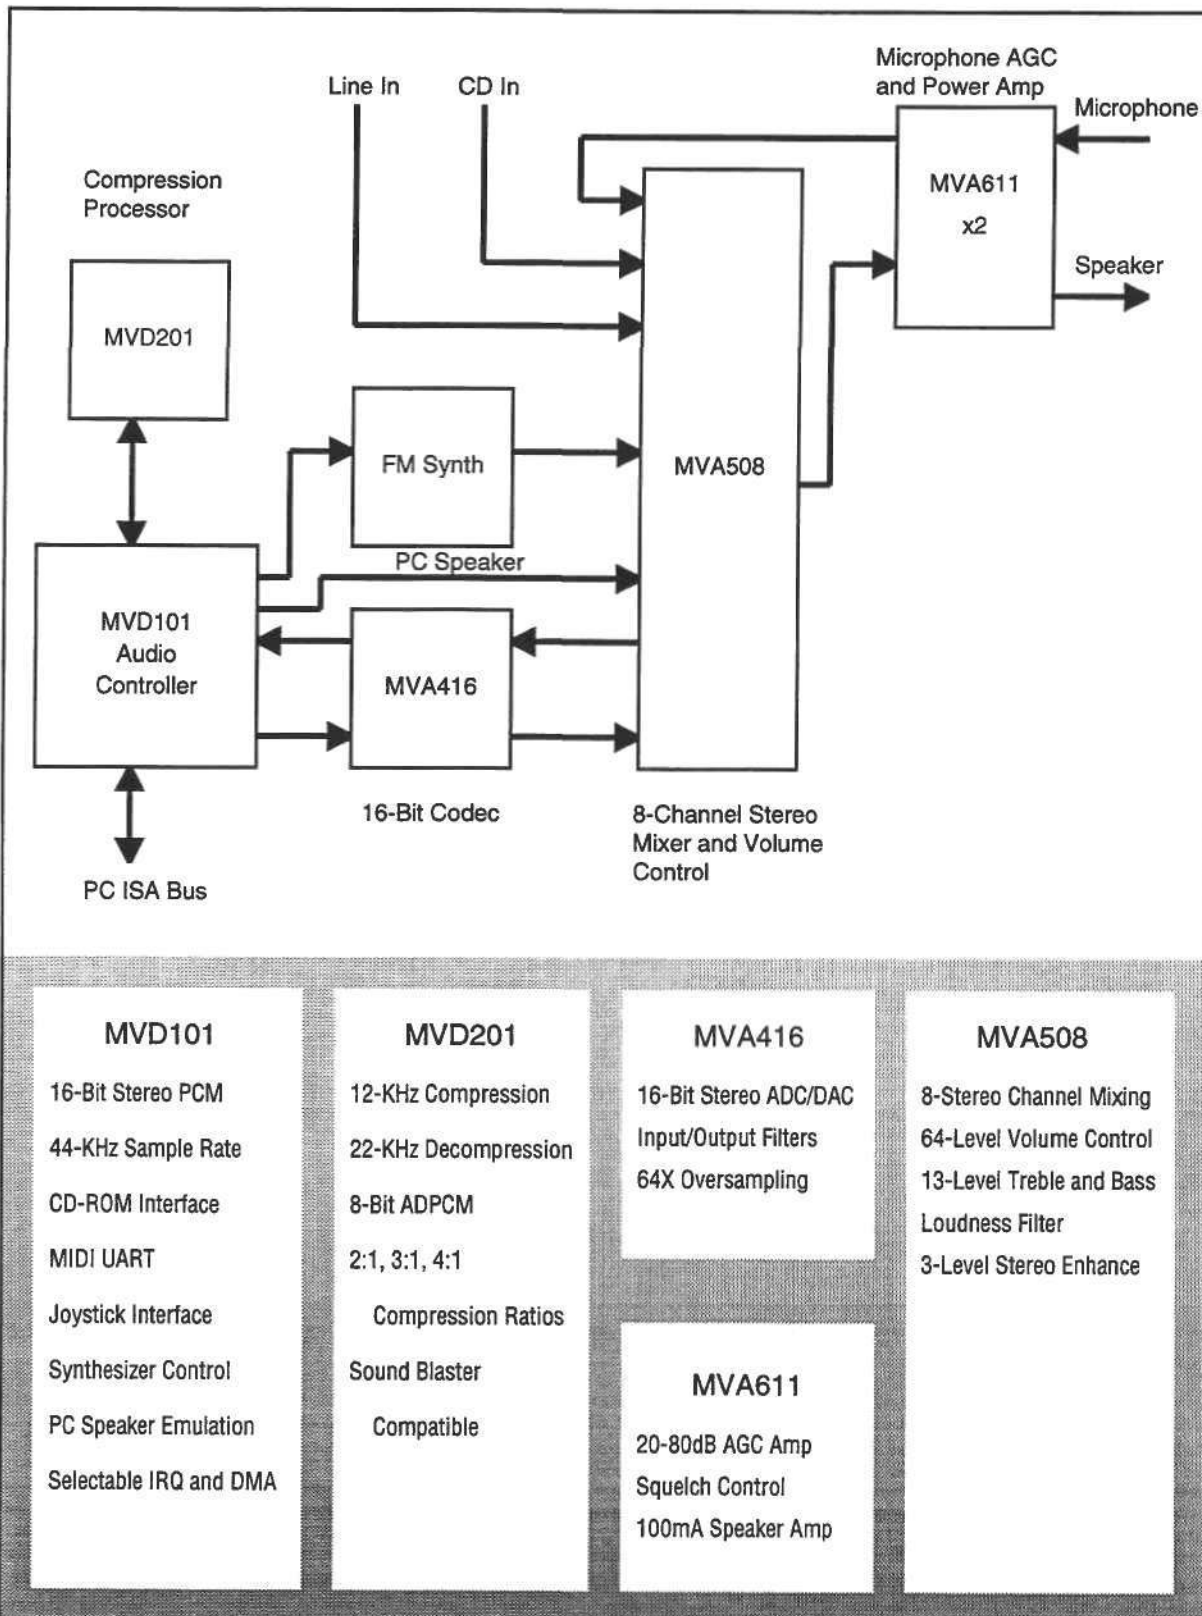 Microphone AGC
and Power Amp
Line In
CD In
Microphone
Compression
Processor
MVA611
x2
Speaker
MVD201
FM Synth
MVA508
PC Speaker
MVD101
Audio
Controller
MVA416
16-Bit Codec
8-Channel Stereo
Mixer and Volume
Control
PC ISA Bus
MVD101
16-Bit Stereo PCM
44-KHz Sample Rate
CD-ROM Interface
MIDI UART
Joystick Interface
Synthesizer Control
PC Speaker Emulation
Selectable IRQ and DMA
MVD201
12-KHz Compression
22-KHz Decompression
8-Bit ADPCM
2:1, 3:1, 4:1
Compression Ratios
Sound Blaster
Compatible
MVA416
16-Bit Stereo ADC/DAC
Input/Output Filters
64X Oversampling
MVA611
20-80dB AGC Amp
Squelch Control
100mA Speaker Amp
MVA508
8-Stereo Channel Mixing
64-Level Volume Control
13-Level Treble and Bass
Loudness Filter
3-Level Stereo Enhance